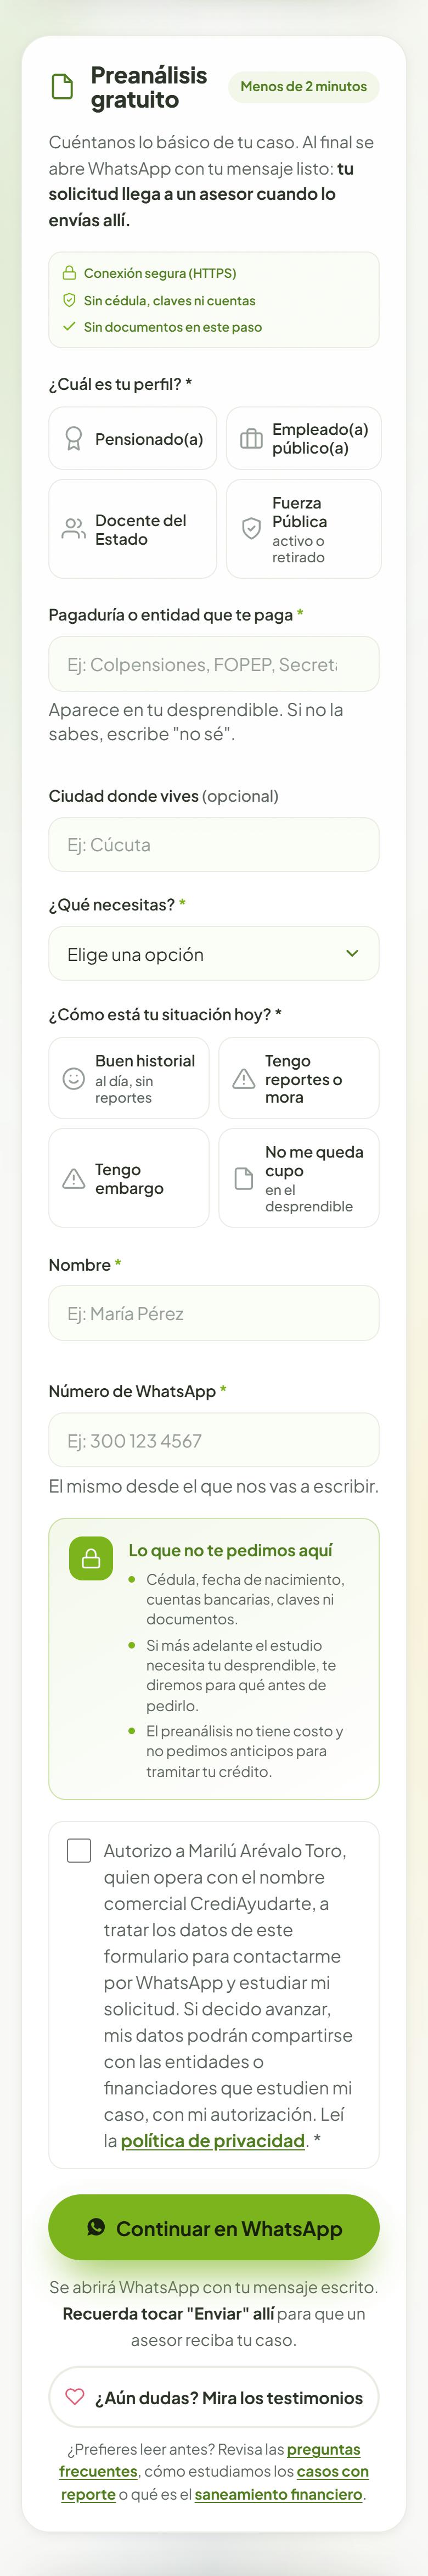 Preanálisis
gratuito
Menos de 2 minutos
Cuéntanos lo básico de tu caso. Al final se
abre WhatsApp con tu mensaje listo: tu
solicitud llega a un asesor cuando lo
envías allí.
Conexión segura (HTTPS)
Sin cédula, claves ni cuentas
Sin documentos en este paso
¿Cuál es tu perfil? *
Pensionado(a)
Empleado(a)
público(a)
Docente del
Estado
Fuerza
Pública
activo o
retirado
Pagaduría o entidad que te paga *
Ej: Colpensiones, FOPEP, Secret
Aparece en tu desprendible. Si no la
sabes, escribe "no sé".
Ciudad donde vives (opcional)
Ej: Cúcuta
¿Qué necesitas? *
Elige una opción
¿Cómo está tu situación hoy? *
Buen historial
al día, sin
reportes
Tengo
reportes o
mora
Tengo
embargo
No me queda
cupo
en el
desprendible
Nombre *
Ej: María Pérez
Número de WhatsApp *
Ej: 300 123 4567
El mismo desde el que nos vas a escribir.
Lo que no te pedimos aquí
Cédula, fecha de nacimiento,
cuentas bancarias, claves ni
documentos.
Si más adelante el estudio
necesita tu desprendible, te
diremos para qué antes de
pedirlo.
El preanálisis no tiene costo y
no pedimos anticipos para
tramitar tu crédito.
Autorizo a Marilú Arévalo Toro,
quien opera con el nombre
comercial CrediAyudarte, a
tratar los datos de este
formulario para contactarme
por WhatsApp y estudiar mi
solicitud. Si decido avanzar,
mis datos podrán compartirse
con las entidades o
financiadores que estudien mi
caso, con mi autorización. Leí
la política de privacidad. *
Continuar en WhatsApp
Se abrirá WhatsApp con tu mensaje escrito.
Recuerda tocar "Enviar" allí para que un
asesor reciba tu caso.
¿Aún dudas? Mira los testimonios
¿Prefieres leer antes? Revisa las preguntas
frecuentes, cómo estudiamos los casos con
reporte o qué es el saneamiento financiero.